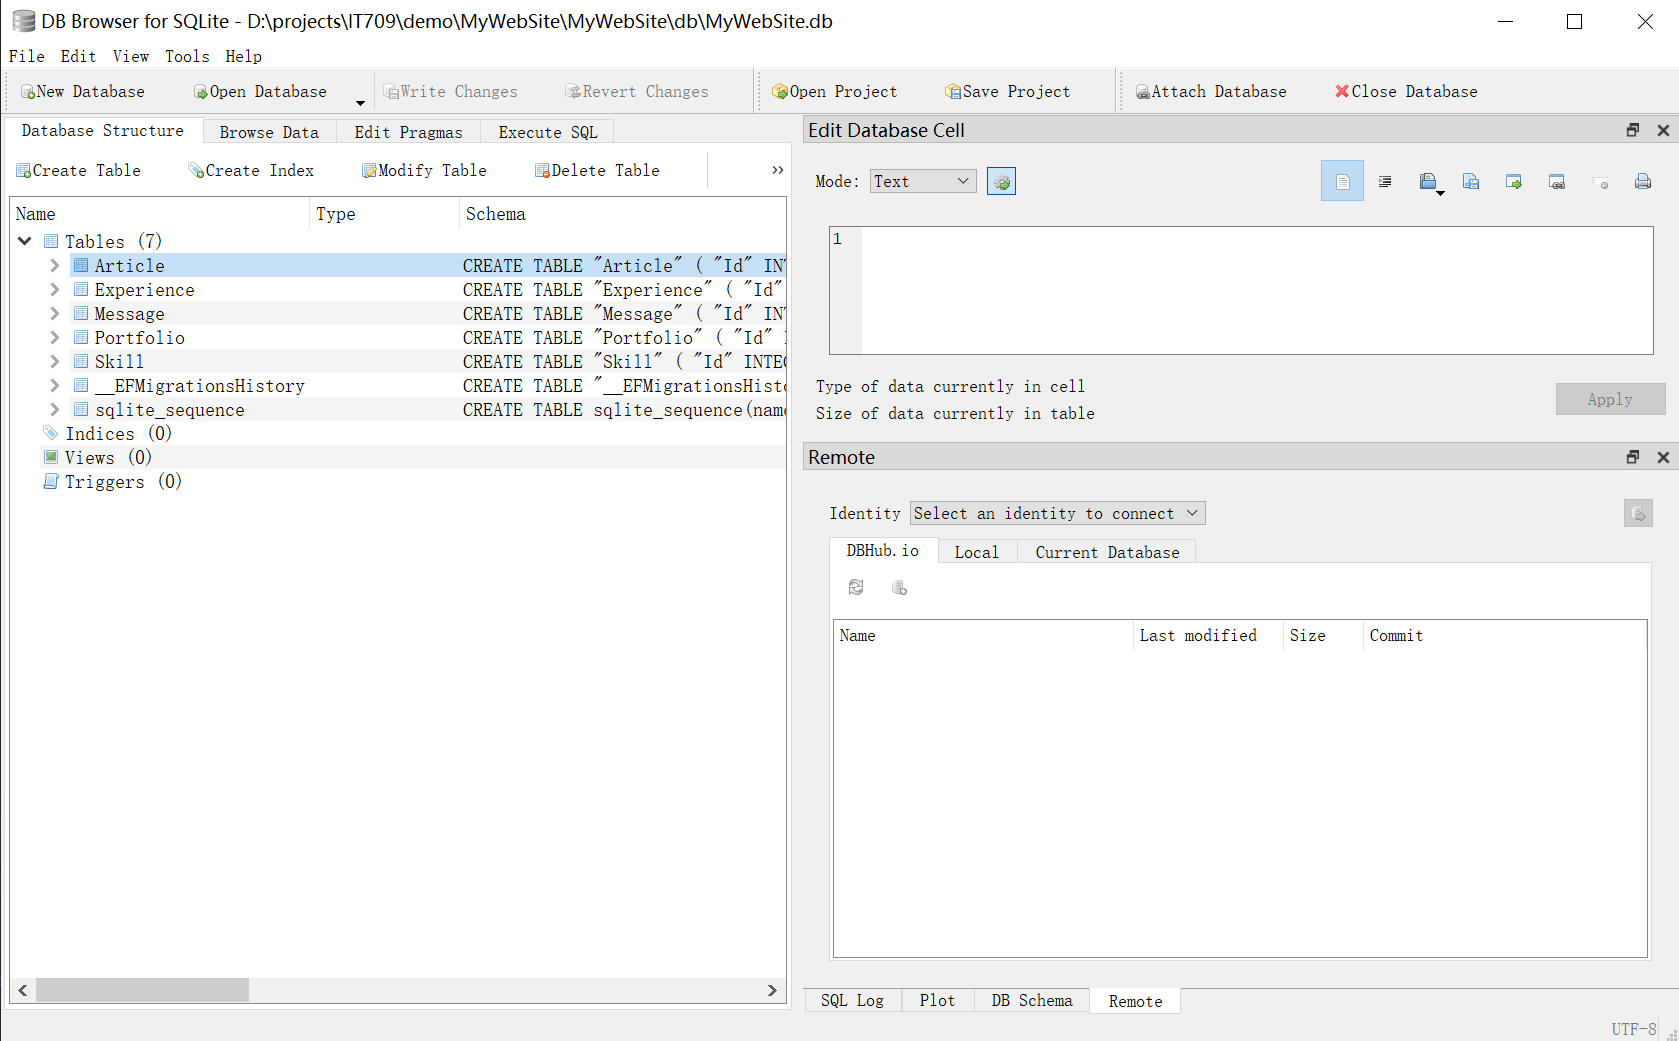 DB Browser for SQLite - D:\projects\IT709\demo\MyWebSite\MyWebSite\db\MyWebSite.db
File Edit View Tools Help
New Database Open Database Write Changes Revert Changes Open Project Save Project Attach Database Close Database
Database Structure Browse Data Edit Pragmas Execute SQL
Create Table Create Index Modify Table Delete Table »
Name Type Schema
Tables (7)
Article CREATE TABLE "Article" ( "Id" INT
Experience CREATE TABLE "Experience" ( "Id"
Message CREATE TABLE "Message" ( "Id" INT
Portfolio CREATE TABLE "Portfolio" ( "Id"
Skill CREATE TABLE "Skill" ( "Id" INTEG
__EFMigrationsHistory CREATE TABLE "__EFMigrationsHisto
sqlite_sequence CREATE TABLE sqlite_sequence(name
Indices (0)
Views (0)
Triggers (0)
Edit Database Cell
Mode: Text
1
Type of data currently in cell
Size of data currently in table
Apply
Remote
Identity Select an identity to connect
DBHub.io Local Current Database
Name Last modified Size Commit
SQL Log Plot DB Schema Remote
UTF-8